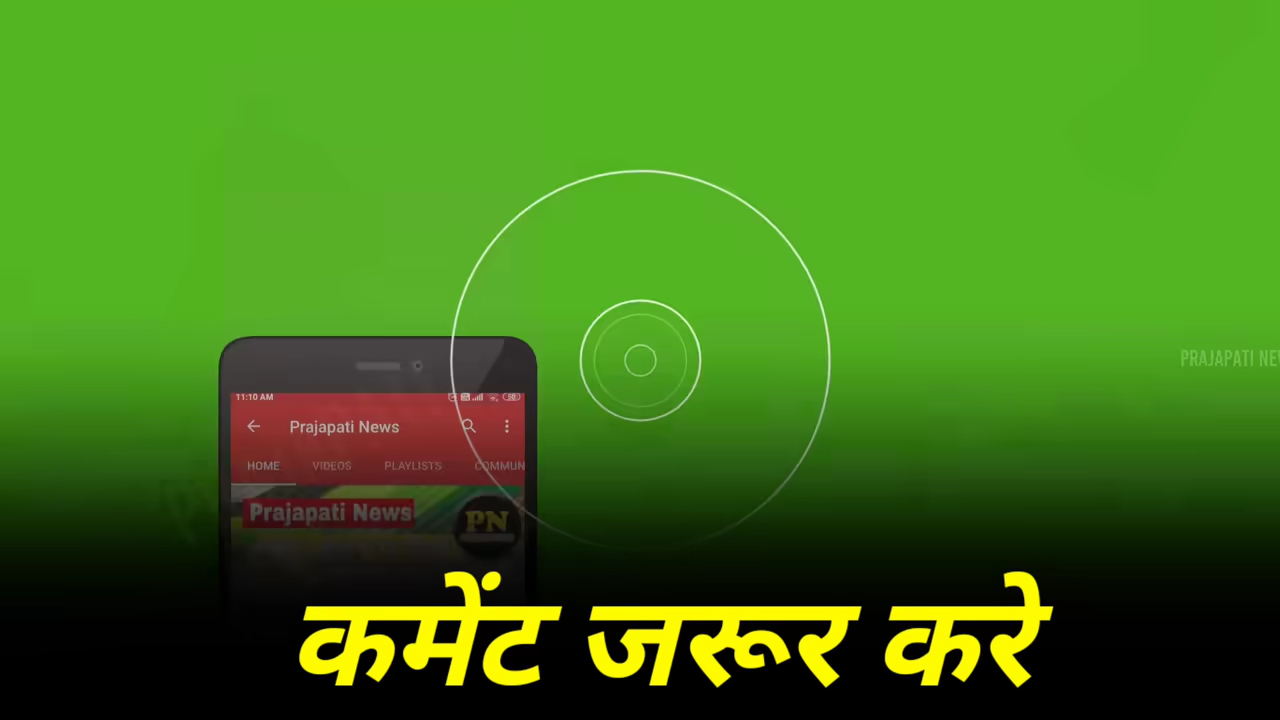 11:10 AM
Prajapati News
HOME VIDEOS PLAYLISTS COMMUN
Prajapati News
PN
PRAJAPATI NE
कमेंट जरूर करे